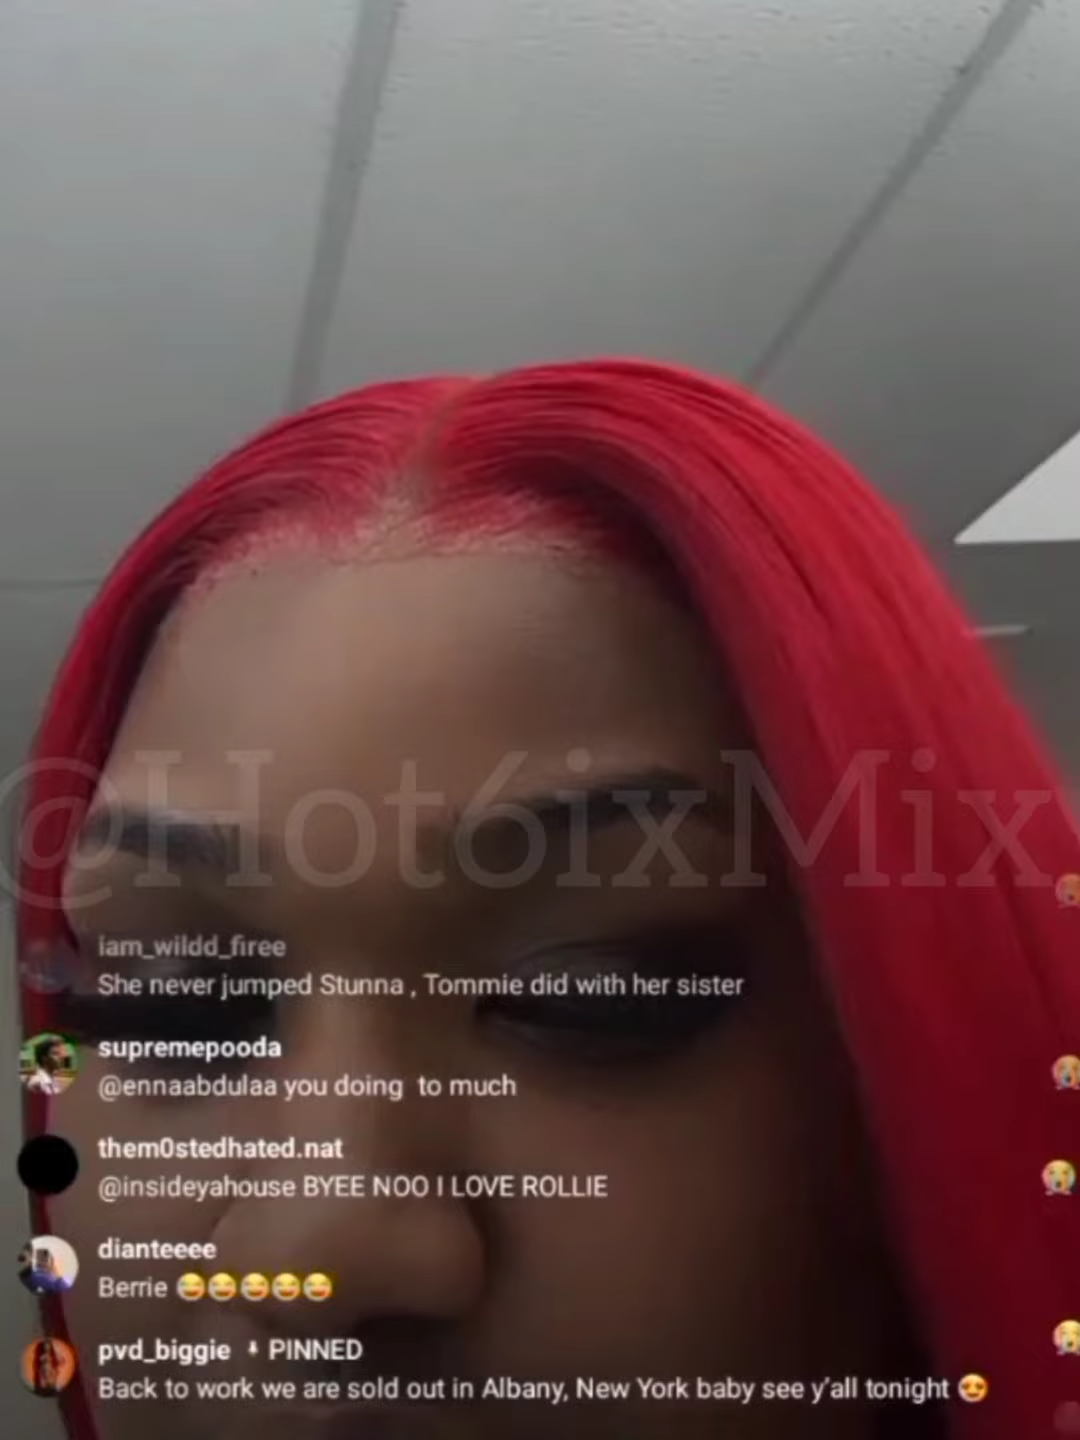 @Hot6ixMix
iam_wildd_firee
She never jumped Stunna , Tommie did with her sister
supremepooda
@ennaabdulaa you doing to much
them0stedhated.nat
@insideyahouse BYEE NOO I LOVE ROLLIE
dianteeee
Berrie 😂😂😂😂😂
pvd_biggie PINNED
Back to work we are sold out in Albany, New York baby see y'all tonight 😍